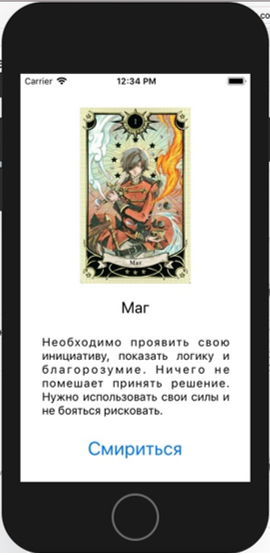 Carrier 12:34 PM
I
Маг
Маг
Необходимо проявить свою
инициативу, показать логику и
благорозумие. Ничего не
помешает принять решение.
Нужно использовать свои силы и
не бояться рисковать.
Смириться